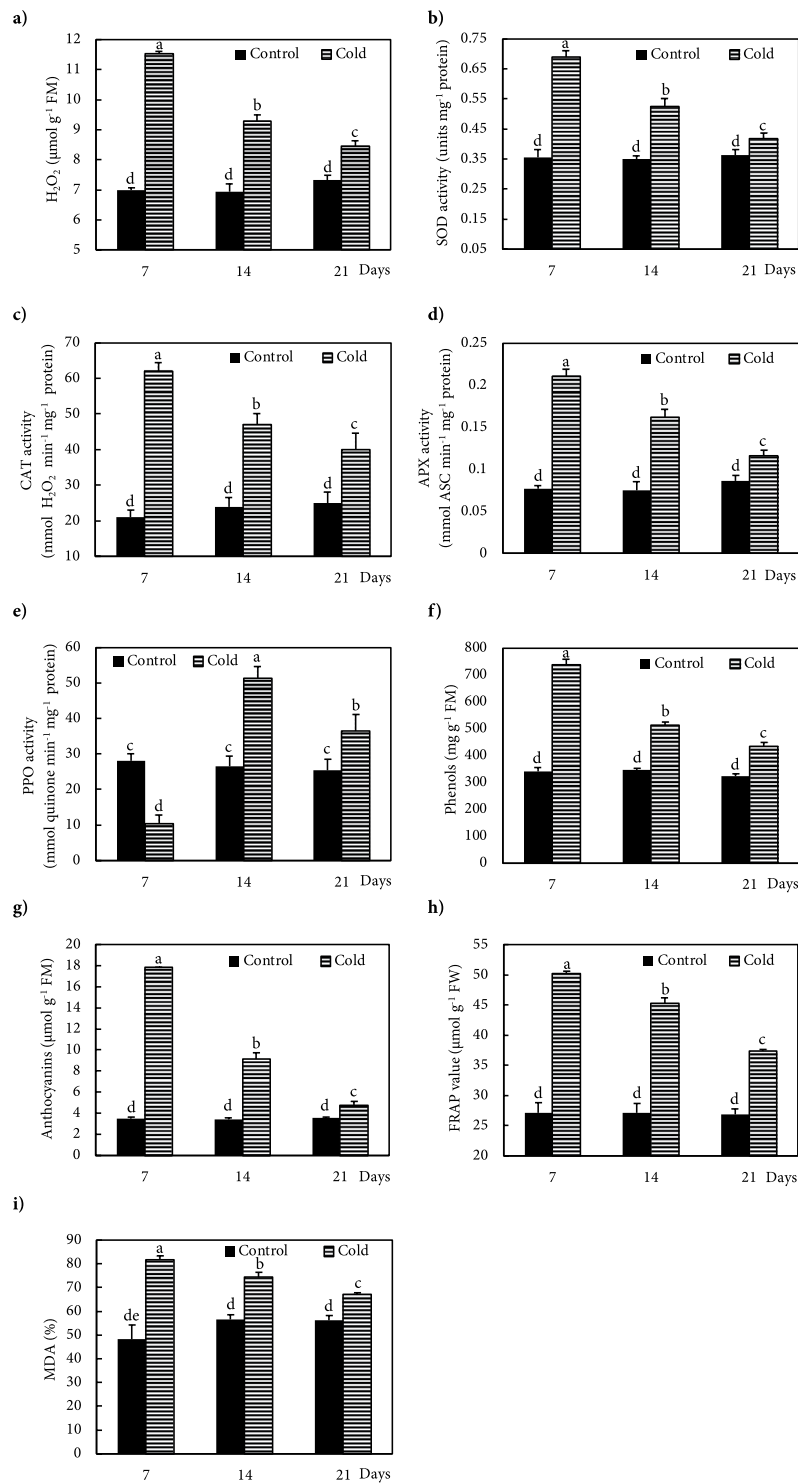 a)
H₂O₂ (µmol g⁻¹ FM)
12
11
10
9
8
7
6
5
Control Cold
d a d b d c
7 14 21 Days
b)
SOD activity (units mg⁻¹ protein)
0.75
0.65
0.55
0.45
0.35
0.25
0.15
0.05
Control Cold
d a d b d c
7 14 21 Days
c)
CAT activity
(mmol H₂O₂ min⁻¹ mg⁻¹ protein)
70
60
50
40
30
20
10
Control Cold
d a d b d c
7 14 21 Days
d)
APX activity
(mmol ASC min⁻¹ mg⁻¹ protein)
0.25
0.2
0.15
0.1
0.05
0
Control Cold
d a d b d c
7 14 21 Days
e)
PPO activity
(mmol quinone min⁻¹ mg⁻¹ protein)
60
50
40
30
20
10
0
Control Cold
c d c a c b
7 14 21 Days
f)
Phenols (mg g⁻¹ FM)
800
700
600
500
400
300
200
100
0
Control Cold
d a d b d c
7 14 21 Days
g)
Anthocyanins (µmol g⁻¹ FM)
20
18
16
14
12
10
8
6
4
2
0
Control Cold
d a d b d c
7 14 21 Days
h)
FRAP value (µmol g⁻¹ FW)
55
50
45
40
35
30
25
20
Control Cold
d a d b d c
7 14 21 Days
i)
MDA (%)
90
80
70
60
50
40
30
20
10
0
Control Cold
de a d b d c
7 14 21 Days